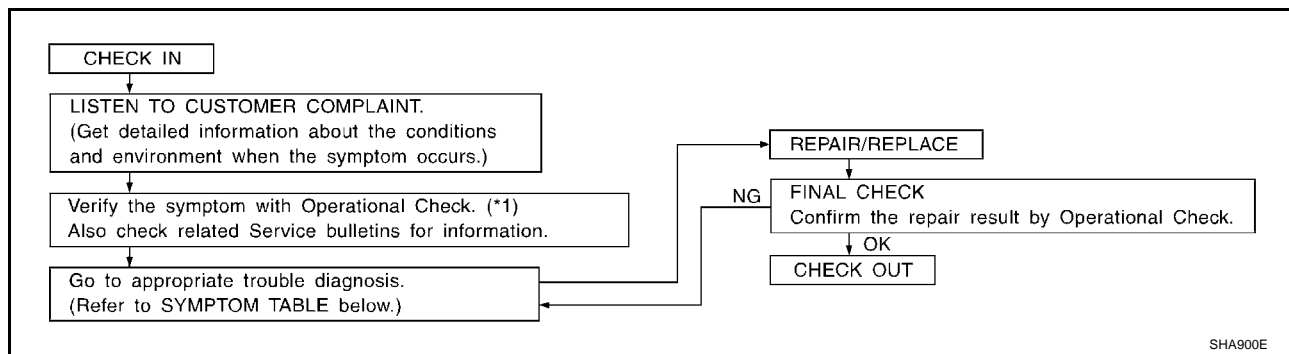 CHECK IN
LISTEN TO CUSTOMER COMPLAINT.
(Get detailed information about the conditions
and environment when the symptom occurs.)
Verify the symptom with Operational Check. (*1)
Also check related Service bulletins for information.
Go to appropriate trouble diagnosis.
(Refer to SYMPTOM TABLE below.)
REPAIR/REPLACE
NG
FINAL CHECK
Confirm the repair result by Operational Check.
OK
CHECK OUT
SHA900E